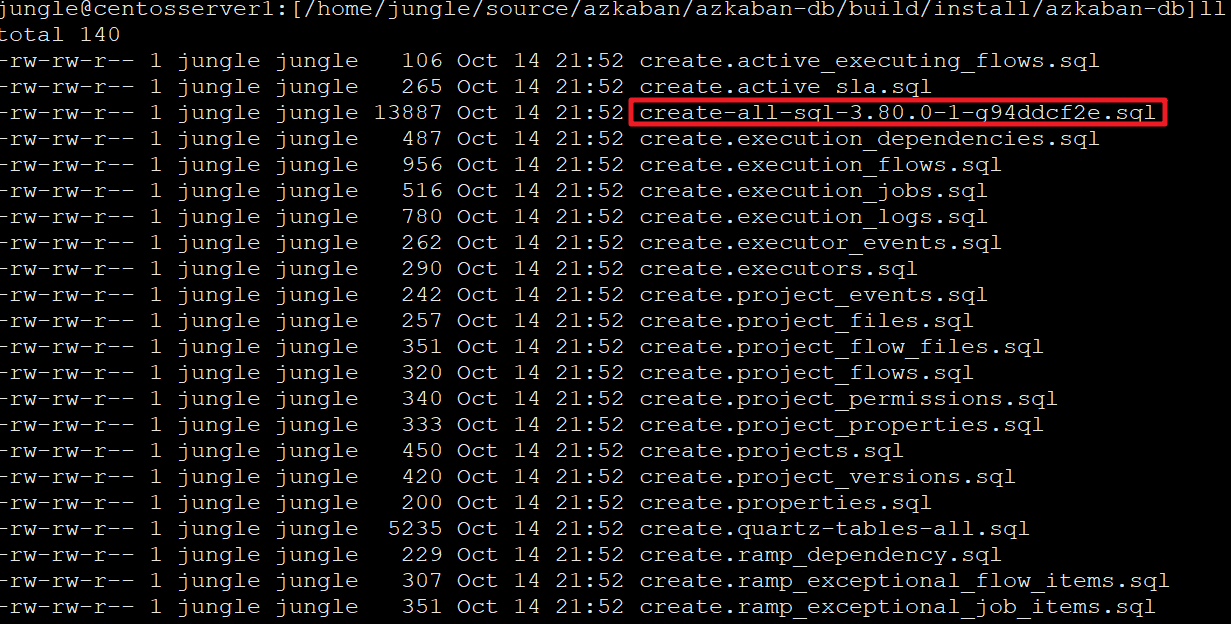 jungle@centosserver1:[/home/jungle/source/azkaban/azkaban-db/build/install/azkaban-db]ll
total 140
-rw-rw-r-- 1 jungle jungle   106 Oct 14 21:52 create.active_executing_flows.sql
-rw-rw-r-- 1 jungle jungle   265 Oct 14 21:52 create.active_sla.sql
-rw-rw-r-- 1 jungle jungle 13887 Oct 14 21:52 create-all-sql-3.80.0-1-g94ddcf2e.sql
-rw-rw-r-- 1 jungle jungle   487 Oct 14 21:52 create.execution_dependencies.sql
-rw-rw-r-- 1 jungle jungle   956 Oct 14 21:52 create.execution_flows.sql
-rw-rw-r-- 1 jungle jungle   516 Oct 14 21:52 create.execution_jobs.sql
-rw-rw-r-- 1 jungle jungle   780 Oct 14 21:52 create.execution_logs.sql
-rw-rw-r-- 1 jungle jungle   262 Oct 14 21:52 create.executor_events.sql
-rw-rw-r-- 1 jungle jungle   290 Oct 14 21:52 create.executors.sql
-rw-rw-r-- 1 jungle jungle   242 Oct 14 21:52 create.project_events.sql
-rw-rw-r-- 1 jungle jungle   257 Oct 14 21:52 create.project_files.sql
-rw-rw-r-- 1 jungle jungle   351 Oct 14 21:52 create.project_flow_files.sql
-rw-rw-r-- 1 jungle jungle   320 Oct 14 21:52 create.project_flows.sql
-rw-rw-r-- 1 jungle jungle   340 Oct 14 21:52 create.project_permissions.sql
-rw-rw-r-- 1 jungle jungle   333 Oct 14 21:52 create.project_properties.sql
-rw-rw-r-- 1 jungle jungle   450 Oct 14 21:52 create.projects.sql
-rw-rw-r-- 1 jungle jungle   420 Oct 14 21:52 create.project_versions.sql
-rw-rw-r-- 1 jungle jungle   200 Oct 14 21:52 create.properties.sql
-rw-rw-r-- 1 jungle jungle  5235 Oct 14 21:52 create.quartz-tables-all.sql
-rw-rw-r-- 1 jungle jungle   229 Oct 14 21:52 create.ramp_dependency.sql
-rw-rw-r-- 1 jungle jungle   307 Oct 14 21:52 create.ramp_exceptional_flow_items.sql
-rw-rw-r-- 1 jungle jungle   351 Oct 14 21:52 create.ramp_exceptional_job_items.sql